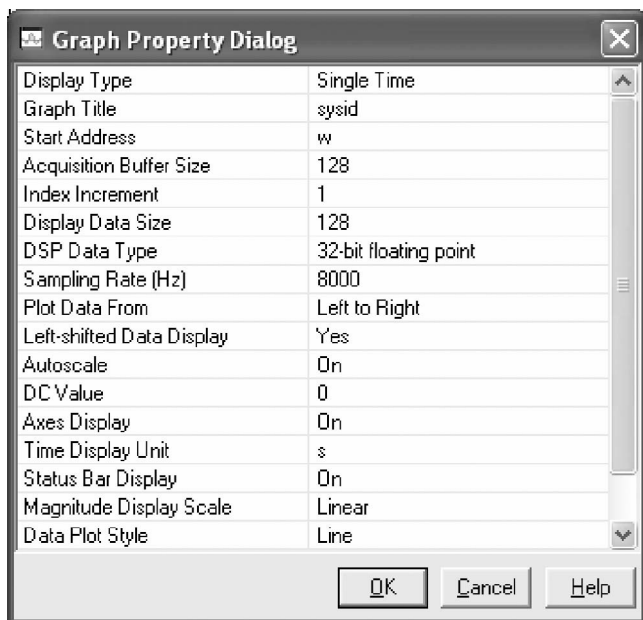 Graph Property Dialog
Display Type Single Time
Graph Title sysid
Start Address w
Acquisition Buffer Size 128
Index Increment 1
Display Data Size 128
DSP Data Type 32-bit floating point
Sampling Rate (Hz) 8000
Plot Data From Left to Right
Left-shifted Data Display Yes
Autoscale On
DC Value 0
Axes Display On
Time Display Unit s
Status Bar Display On
Magnitude Display Scale Linear
Data Plot Style Line
OK Cancel Help